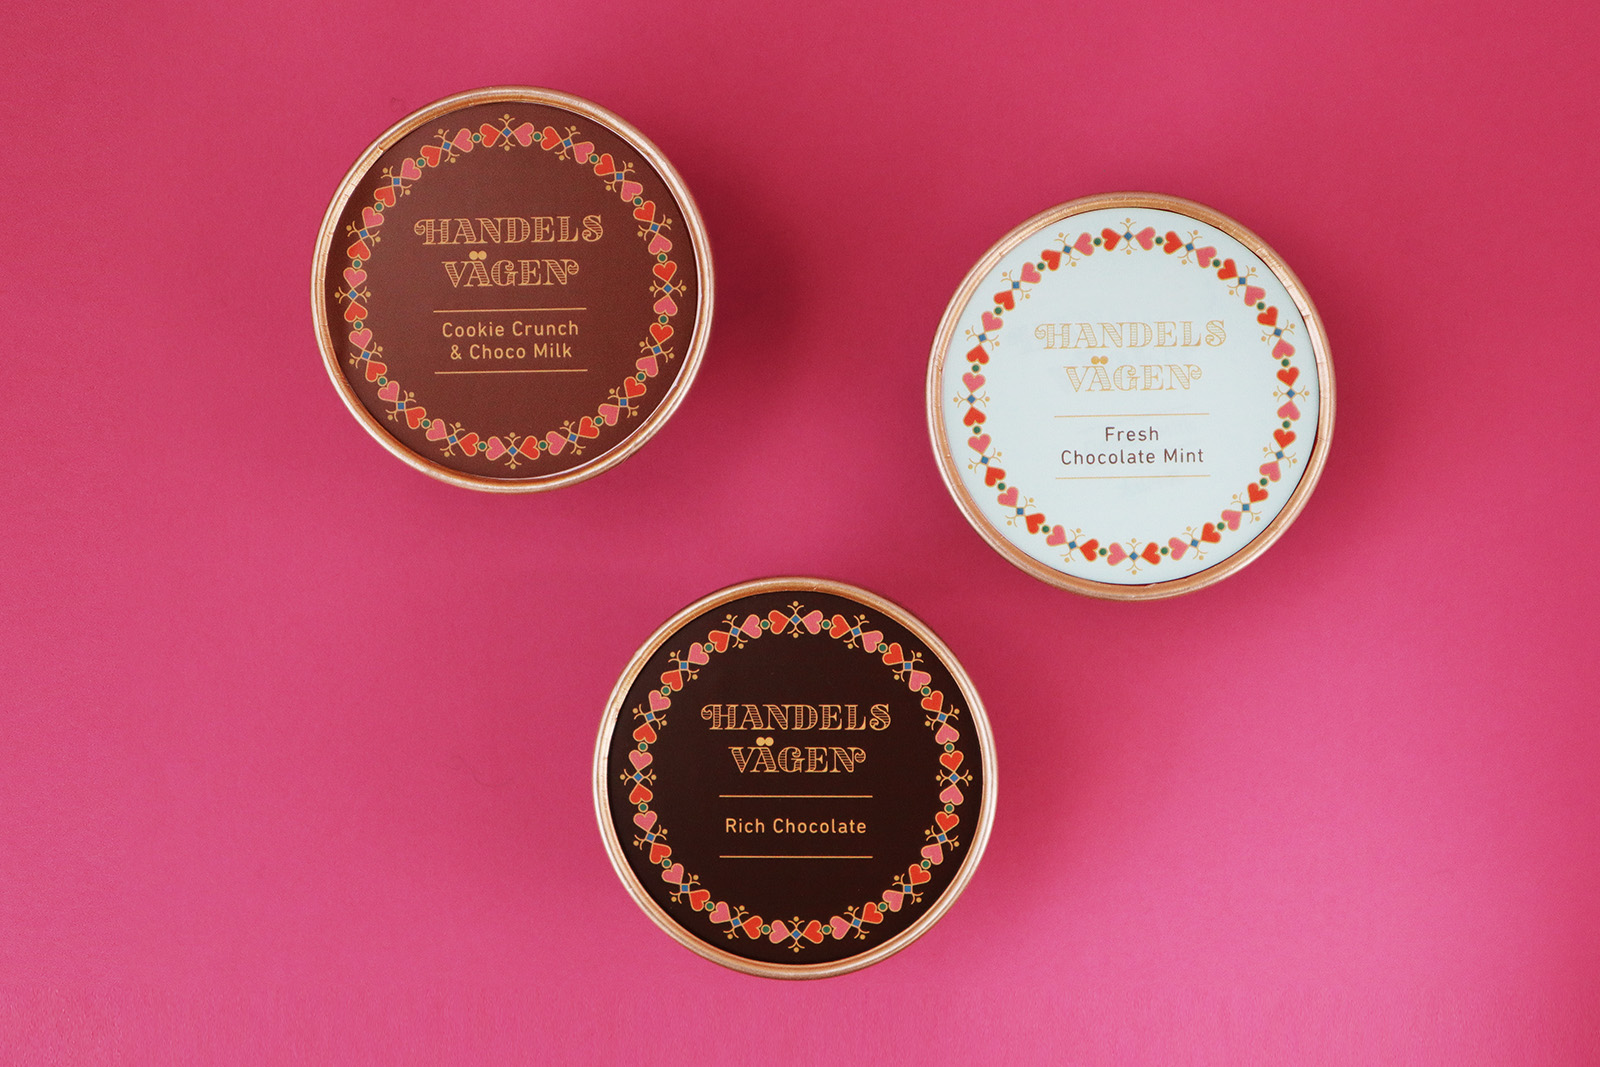 HANDELS
VÄGEN
Cookie Crunch
& Choco Milk
HANDELS
VÄGEN
Fresh
Chocolate Mint
HANDELS
VÄGEN
Rich Chocolate